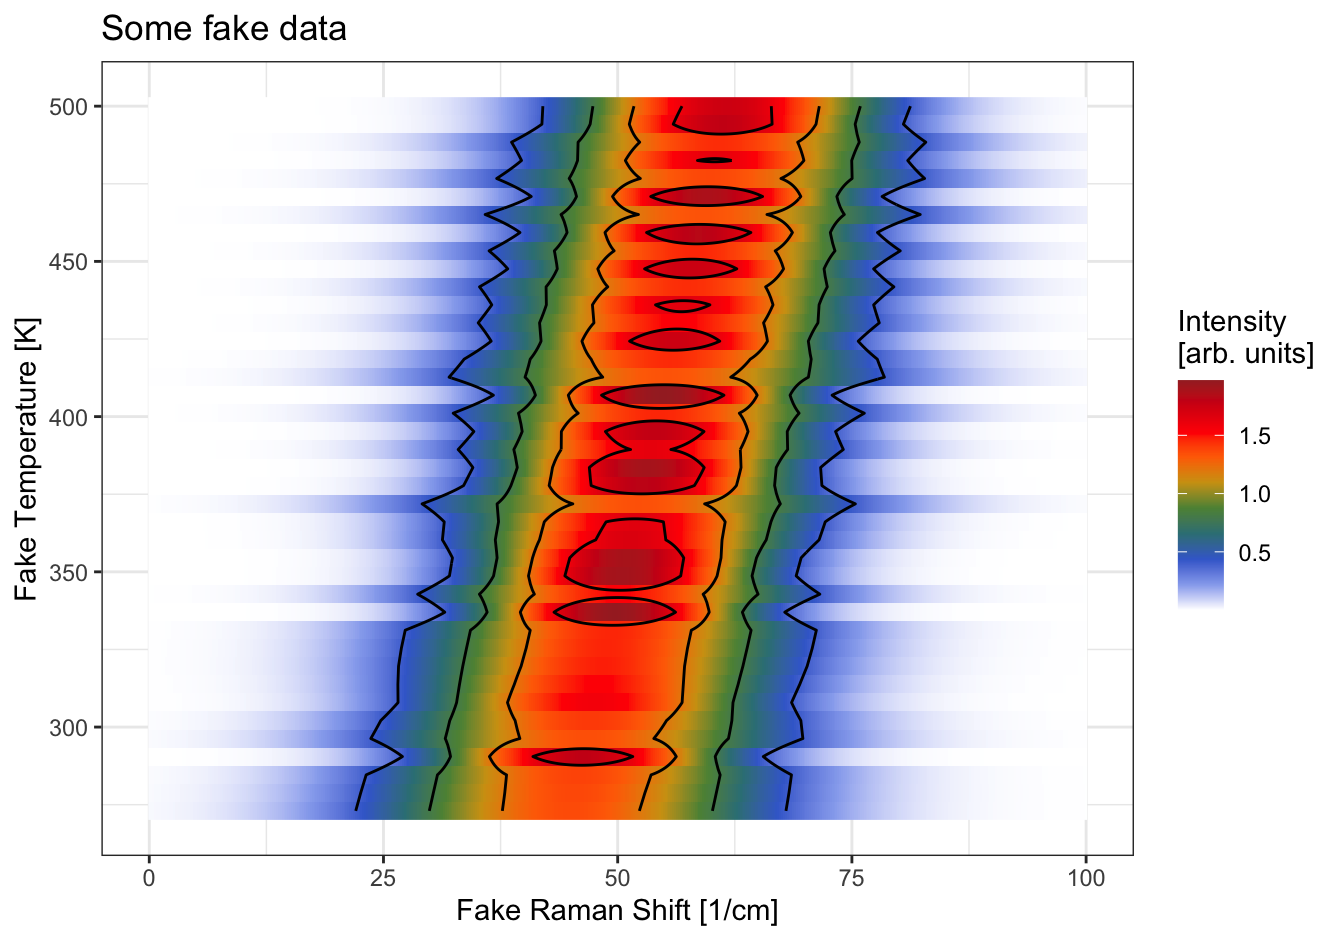 Some fake data
500
450
400
350
300
Fake Temperature [K]
0 25 50 75 100
Fake Raman Shift [1/cm]
Intensity
[arb. units]
1.5
1.0
0.5